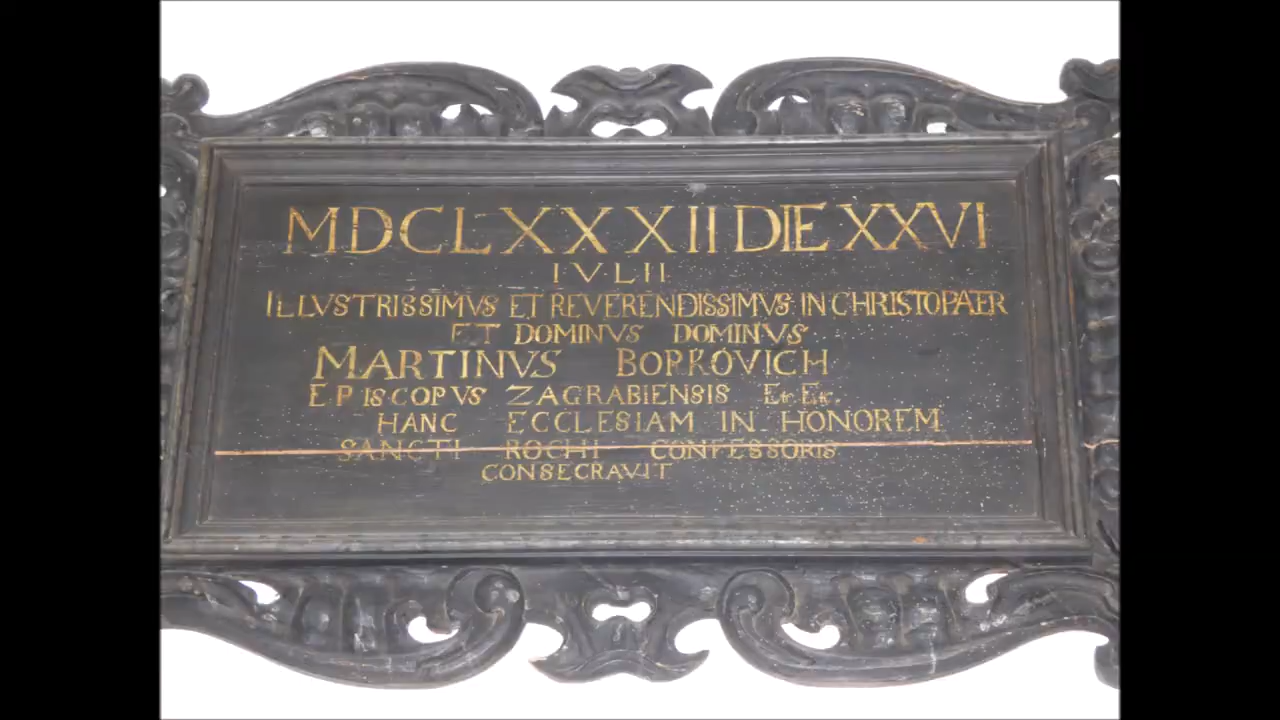 MDCLXXXII DIE XXVI
IVLII
ILLVSTRISSIMVS ET REVERENDISSIMVS IN CHRISTO PATER
ET DOMINVS DOMINVS
MARTINVS BORKOVICH
EPISCOPVS ZAGRABIENSIS Etc. Etc.
HANC ECCLESIAM IN HONOREM
SANCTI ROCHI CONFESSORIS
CONSECRAVIT